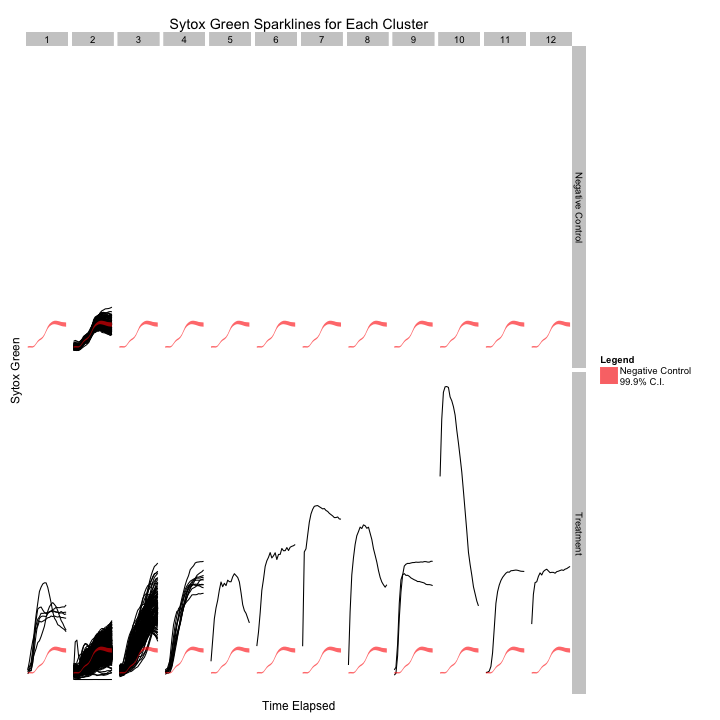 Sytox Green Sparklines for Each Cluster
1 2 3 4 5 6 7 8 9 10 11 12
Negative Control
Sytox Green
Legend
Negative Control
99.9% C.I.
Treatment
Time Elapsed